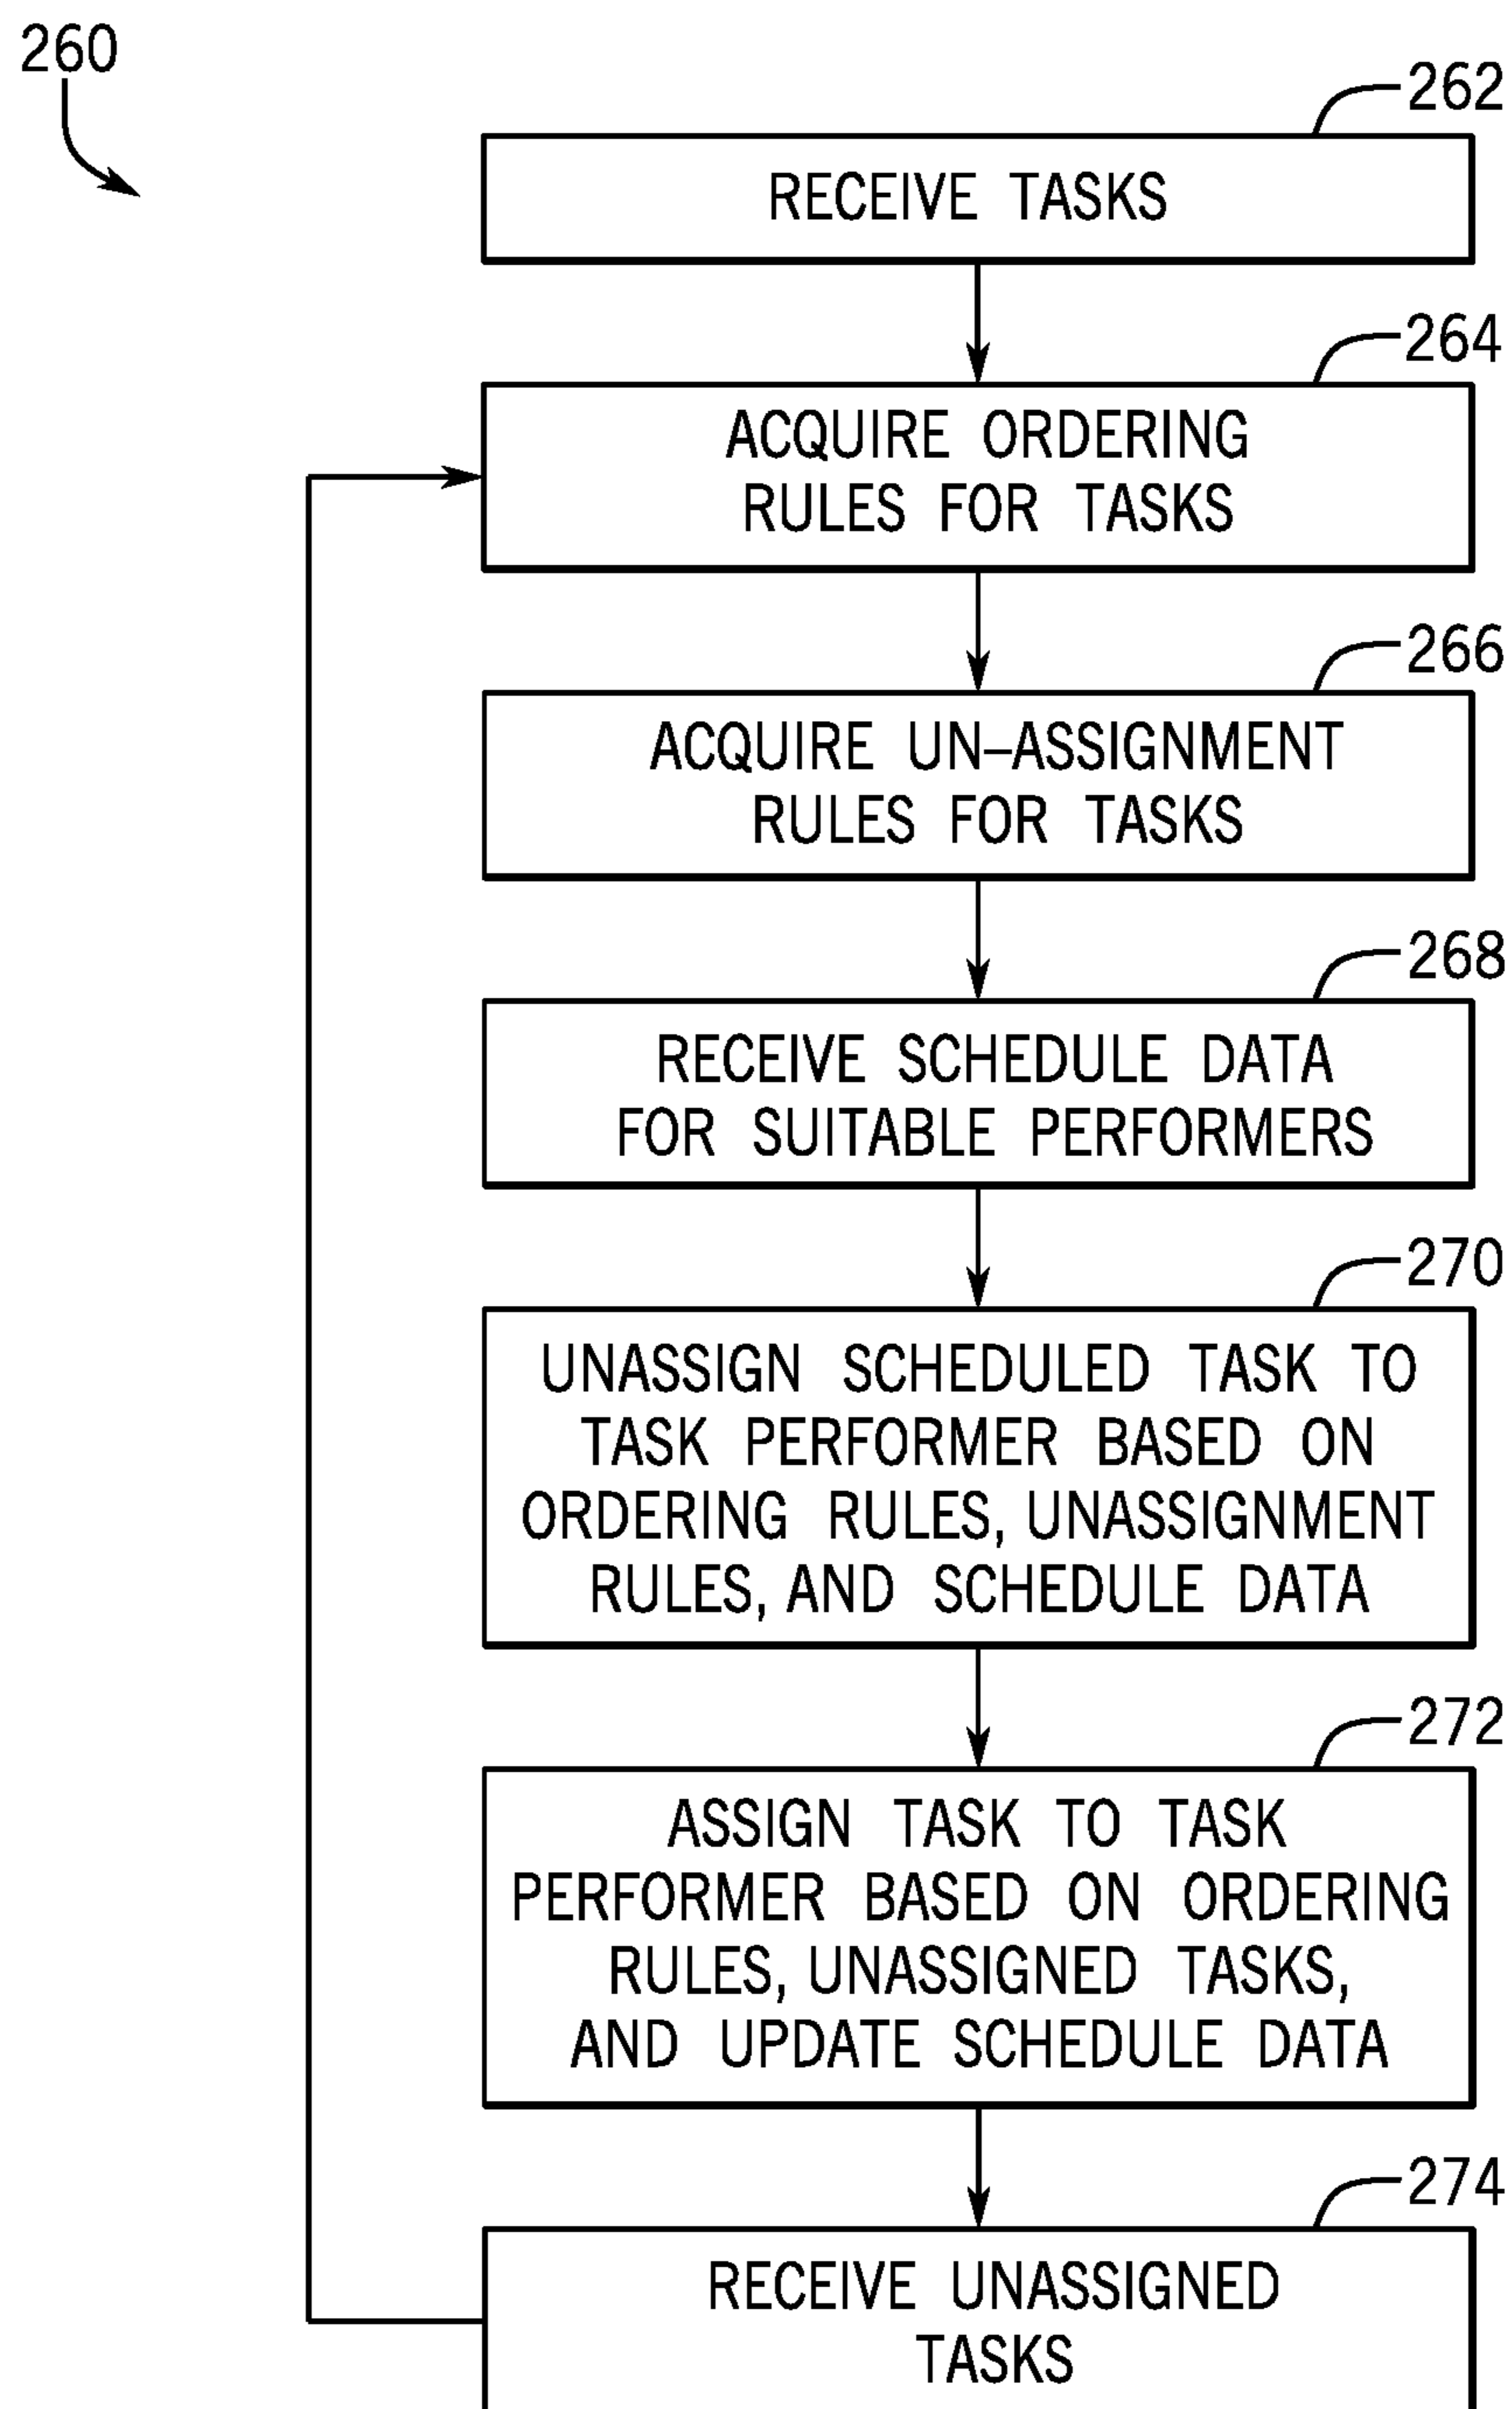 260
262
RECEIVE TASKS
264
ACQUIRE ORDERING
RULES FOR TASKS
266
ACQUIRE UN–ASSIGNMENT
RULES FOR TASKS
268
RECEIVE SCHEDULE DATA
FOR SUITABLE PERFORMERS
270
UNASSIGN SCHEDULED TASK TO
TASK PERFORMER BASED ON
ORDERING RULES, UNASSIGNMENT
RULES, AND SCHEDULE DATA
272
ASSIGN TASK TO TASK
PERFORMER BASED ON ORDERING
RULES, UNASSIGNED TASKS,
AND UPDATE SCHEDULE DATA
274
RECEIVE UNASSIGNED
TASKS